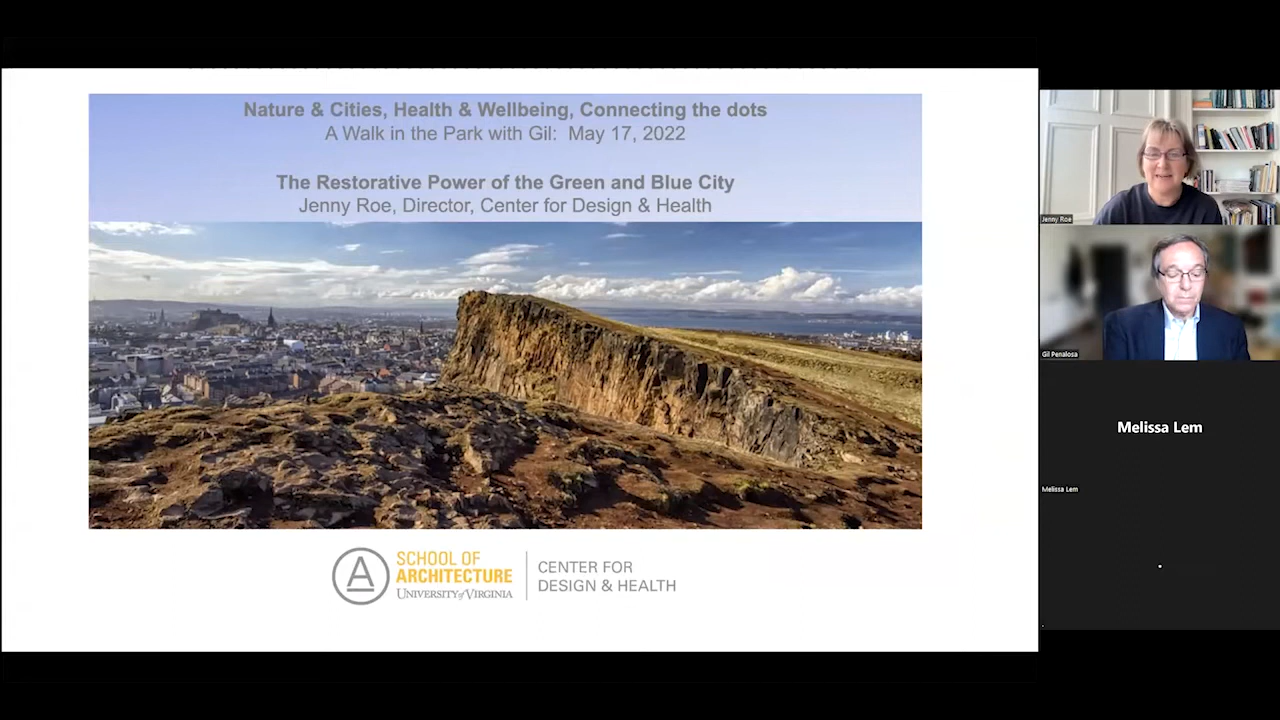 Nature & Cities, Health & Wellbeing, Connecting the dots
A Walk in the Park with Gil: May 17, 2022
The Restorative Power of the Green and Blue City
Jenny Roe, Director, Center for Design & Health
A
SCHOOL OF
ARCHITECTURE
UNIVERSITY of VIRGINIA
CENTER FOR
DESIGN & HEALTH
Jenny Roe
Gil Penalosa
Melissa Lem
Melissa Lem